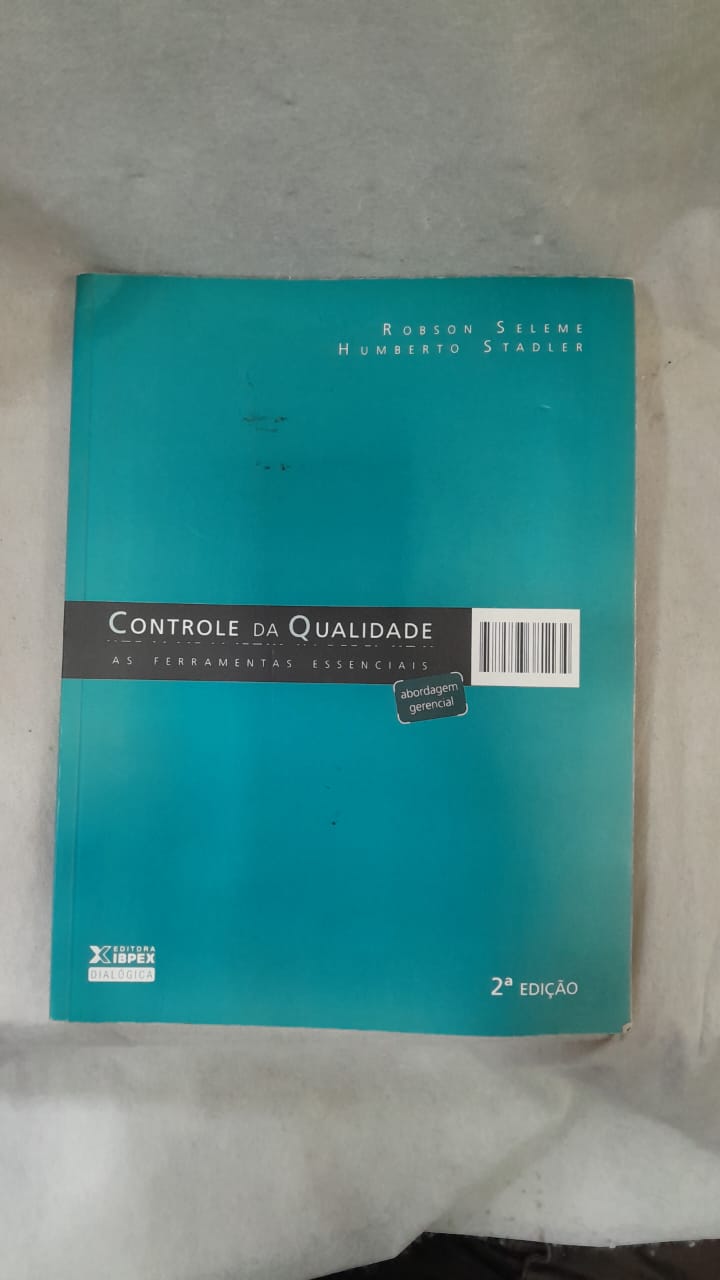 Robson Seleme
Humberto Stadler
Controle da Qualidade
as ferramentas essenciais
abordagem
gerencial
EDITORA
IBPEX
DIALÓGICA
2ª edição